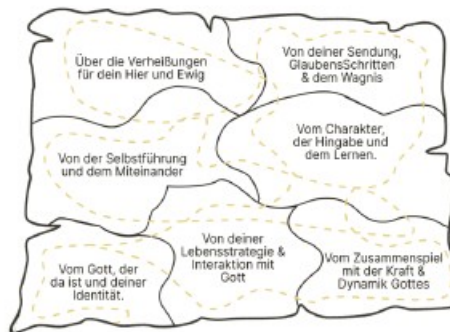 Über die Verheißungen
für dein Hier und Ewig
Von deiner Sendung,
GlaubensSchritten
& dem Wagnis
Von der Selbstführung
und dem Miteinander
Vom Charakter,
der Hingabe und
dem Lernen.
Vom Gott, der
da ist und deiner
Identität.
Von deiner
Lebensstrategie &
Interaktion mit
Gott
Vom Zusammenspiel
mit der Kraft &
Dynamik Gottes